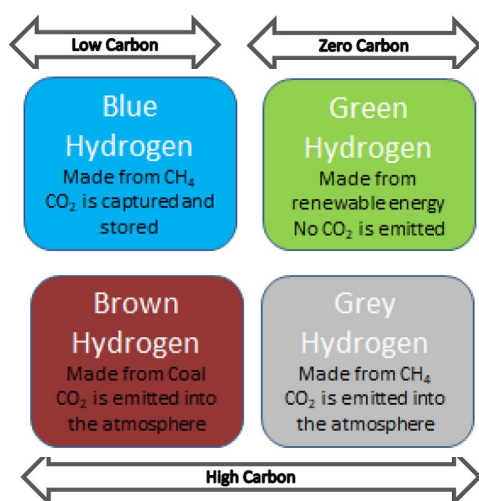 Low Carbon
Zero Carbon
Blue
Hydrogen
Made from CH₄
CO₂ is captured and
stored
Green
Hydrogen
Made from
renewable energy
No CO₂ is emitted
Brown
Hydrogen
Made from Coal
CO₂ is emitted into
the atmosphere
Grey
Hydrogen
Made from CH₄
CO₂ is emitted into
the atmosphere
High Carbon